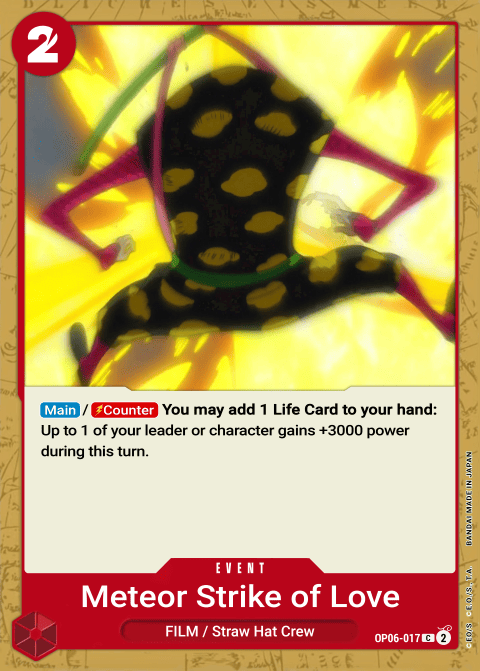 2
Main / Counter You may add 1 Life Card to your hand:
Up to 1 of your leader or character gains +3000 power
during this turn.
EVENT
Meteor Strike of Love
FILM / Straw Hat Crew
OP06-017 C 2
©E.O./S. ©E.O./S.,T.A. BANDAI MADE IN JAPAN